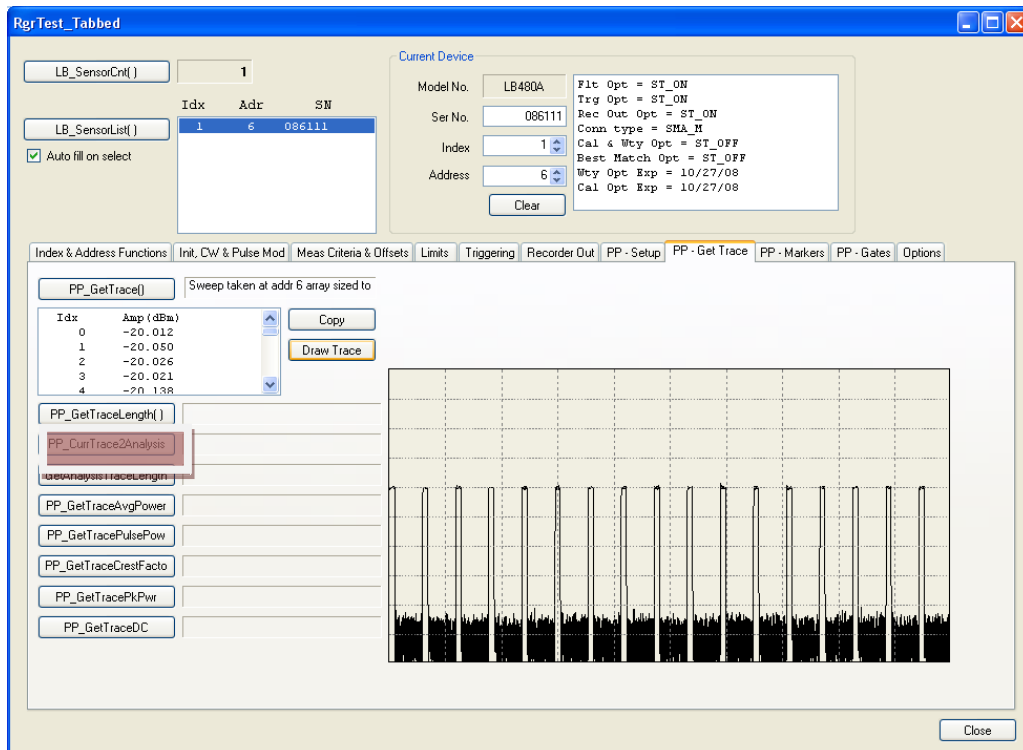 RgrTest_Tabbed
LB_SensorCnt( )
1
LB_SensorList( )
Auto fill on select
Idx Adr SN
1 6 086111
Current Device
Model No. LB480A
Ser No. 086111
Index 1
Address 6
Clear
Flt Opt = ST_ON
Trg Opt = ST_ON
Rec Out Opt = ST_ON
Conn type = SMA_M
Cal & Wty Opt = ST_OFF
Best Match Opt = ST_OFF
Wty Opt Exp = 10/27/08
Cal Opt Exp = 10/27/08
Index & Address Functions Init, CW & Pulse Mod Meas Criteria & Offsets Limits Triggering Recorder Out PP - Setup PP - Get Trace PP - Markers PP - Gates Options
PP_GetTrace() Sweep taken at addr 6 array sized to
Idx Amp(dBm)
0 -20.012
1 -20.050
2 -20.026
3 -20.021
4 -20.138
Copy
Draw Trace
PP_GetTraceLength( )
PP_CurrTrace2Analysis
GetAnalysisTraceLength
PP_GetTraceAvgPower
PP_GetTracePulsePow
PP_GetTraceCrestFacto
PP_GetTracePkPwr
PP_GetTraceDC
Close